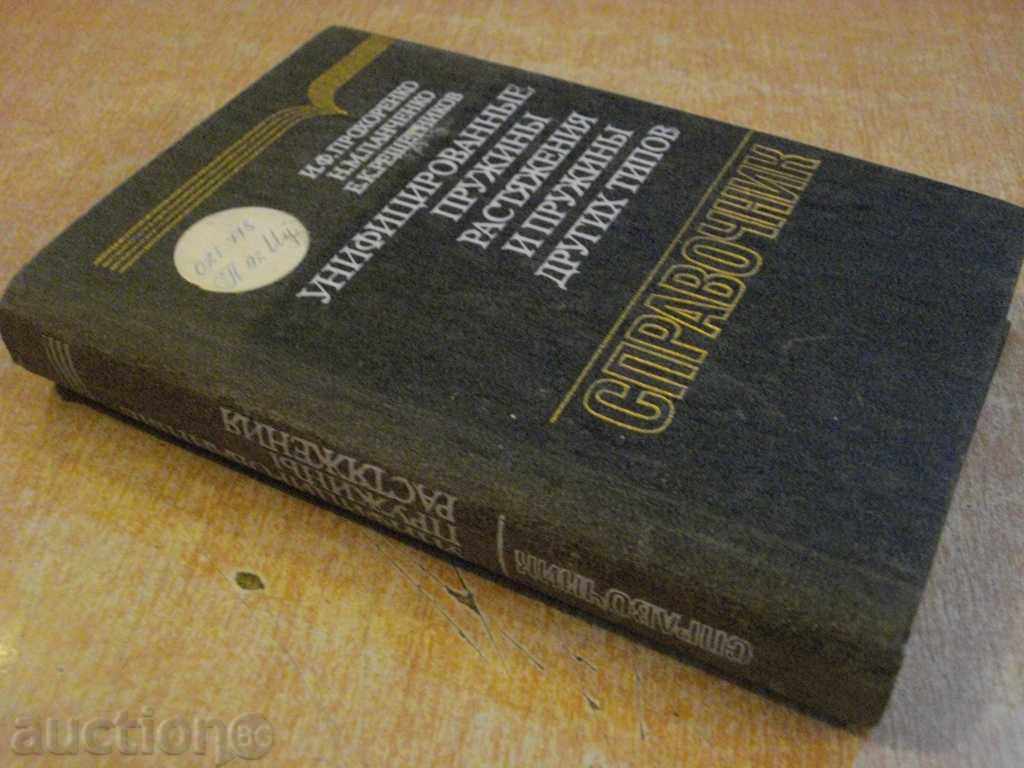 И.Ф.ПРОХОРЕНКО
Н.М.ПАНЧЕНКО
Б.К.РЕШЕТНИКОВ
УНИФИЦИРОВАННЫЕ
ПРУЖИНЫ
РАСТЯЖЕНИЯ
И ПРУЖИНЫ
ДРУГИХ ТИПОВ
СПРАВОЧНИК
ПРУЖИНЫ
РАСТЯЖЕНИЯ
СПРАВОЧНИК
auction BG